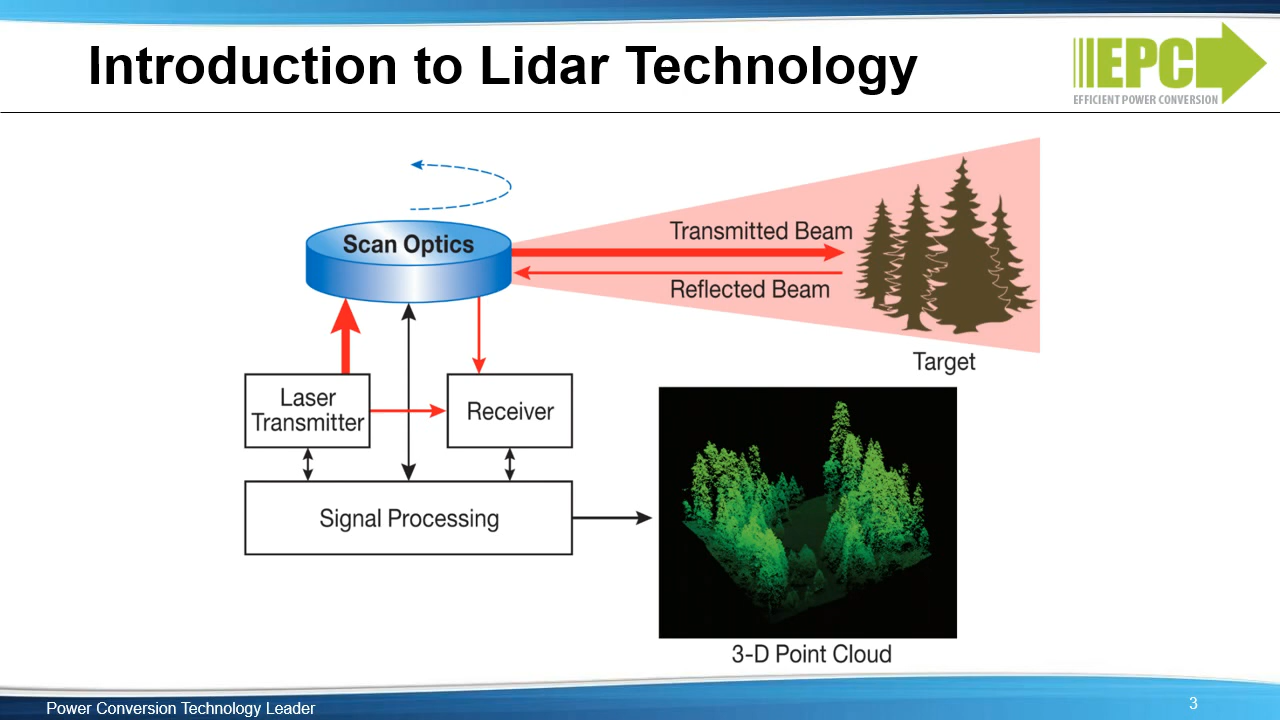 Introduction to Lidar Technology
EPC
EFFICIENT POWER CONVERSION
Scan Optics
Transmitted Beam
Reflected Beam
Target
Laser
Transmitter
Receiver
Signal Processing
3-D Point Cloud
Power Conversion Technology Leader
3